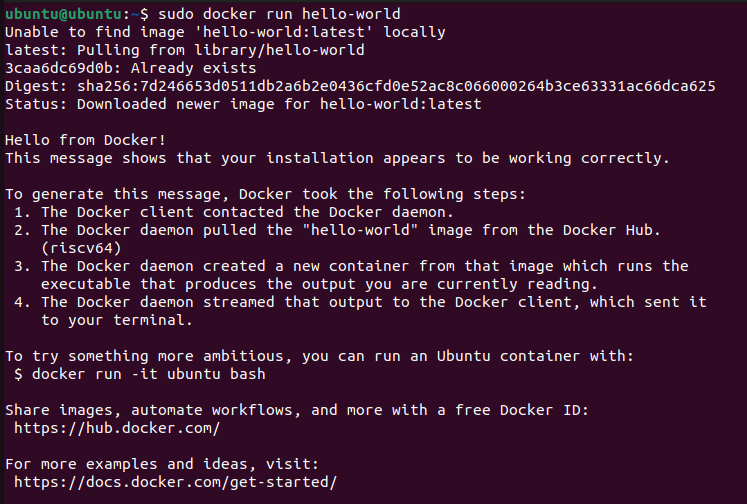 ubuntu@ubuntu:~$ sudo docker run hello-world
Unable to find image 'hello-world:latest' locally
latest: Pulling from library/hello-world
3caa6dc69d0b: Already exists
Digest: sha256:7d246653d0511db2a6b2e0436cfd0e52ac8c066000264b3ce63331ac66dca625
Status: Downloaded newer image for hello-world:latest

Hello from Docker!
This message shows that your installation appears to be working correctly.

To generate this message, Docker took the following steps:
 1. The Docker client contacted the Docker daemon.
 2. The Docker daemon pulled the "hello-world" image from the Docker Hub.
    (riscv64)
 3. The Docker daemon created a new container from that image which runs the
    executable that produces the output you are currently reading.
 4. The Docker daemon streamed that output to the Docker client, which sent it
    to your terminal.

To try something more ambitious, you can run an Ubuntu container with:
 $ docker run -it ubuntu bash

Share images, automate workflows, and more with a free Docker ID:
 https://hub.docker.com/

For more examples and ideas, visit:
 https://docs.docker.com/get-started/